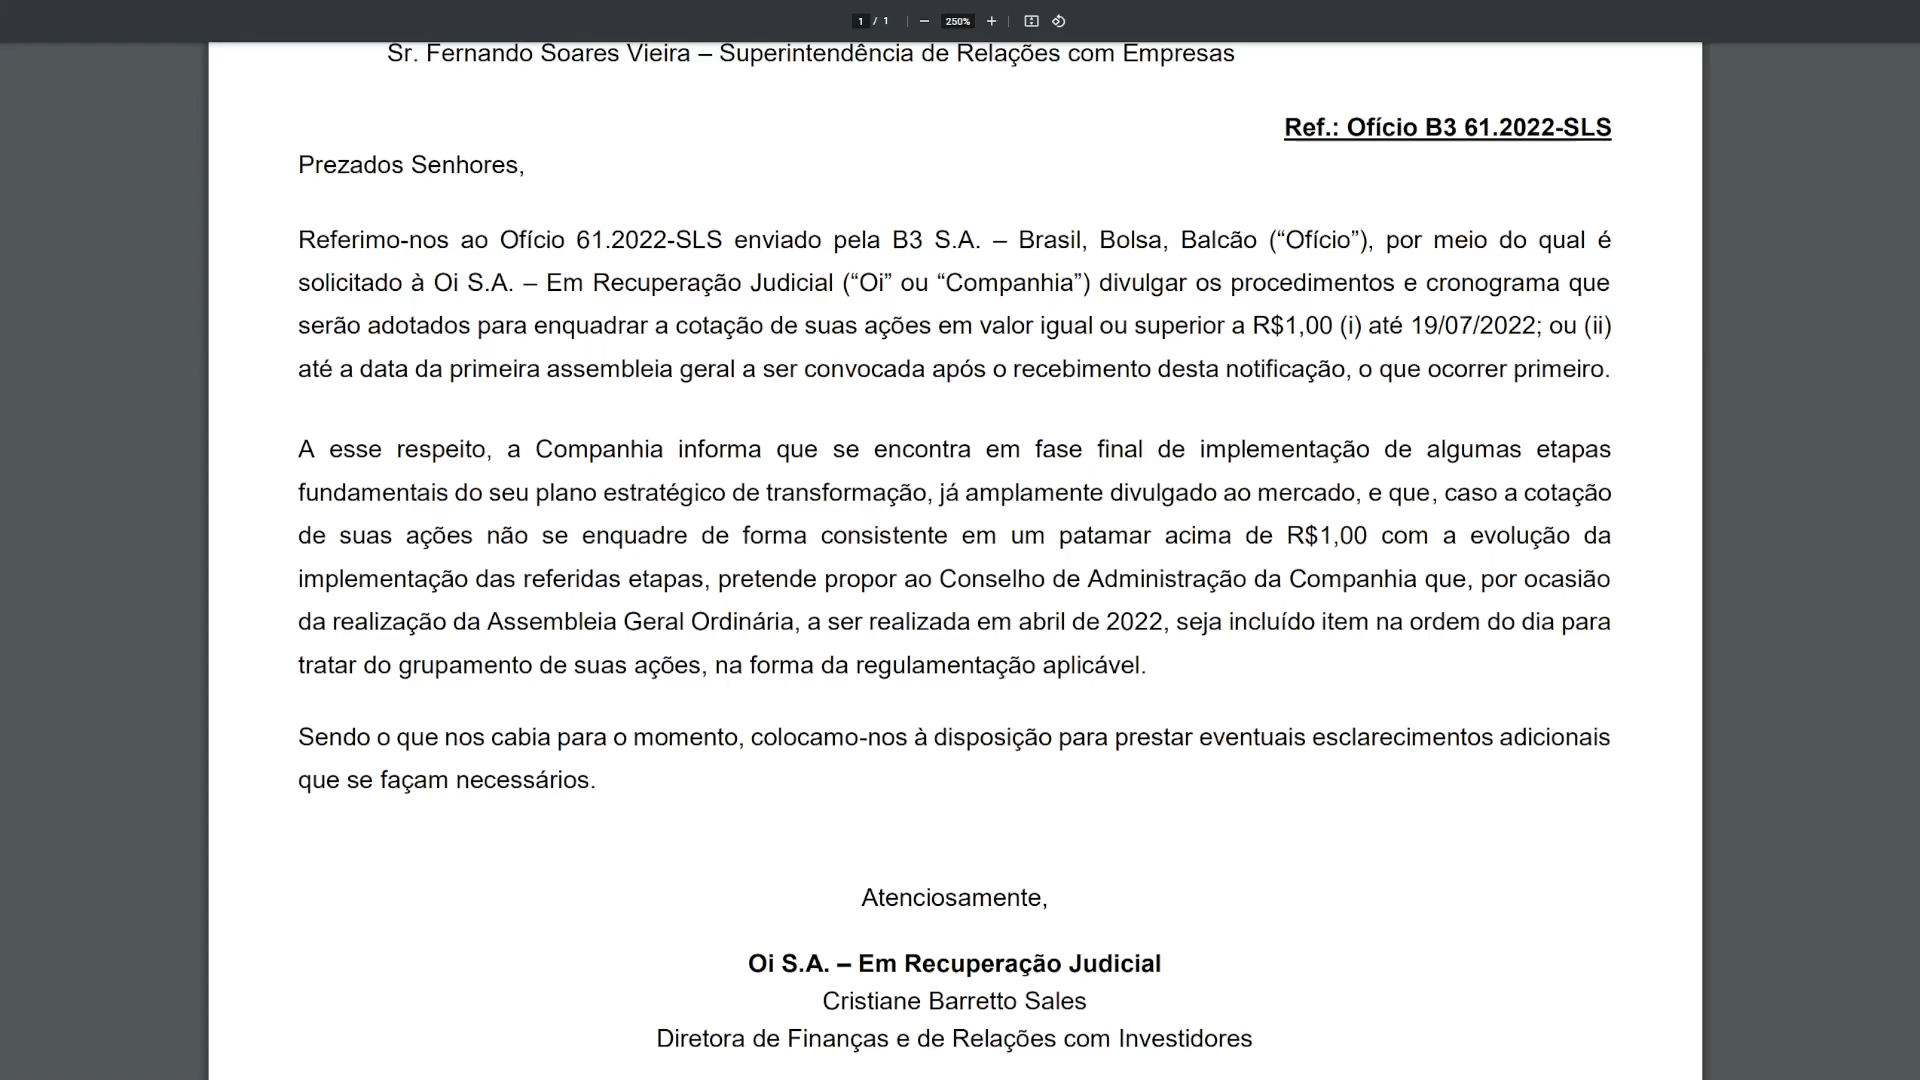 1 / 1 250%
Sr. Fernando Soares Vieira – Superintendência de Relações com Empresas
Ref.: Ofício B3 61.2022-SLS
Prezados Senhores,
Referimo-nos ao Ofício 61.2022-SLS enviado pela B3 S.A. – Brasil, Bolsa, Balcão (“Ofício”), por meio do qual é
solicitado à Oi S.A. – Em Recuperação Judicial (“Oi” ou “Companhia”) divulgar os procedimentos e cronograma que
serão adotados para enquadrar a cotação de suas ações em valor igual ou superior a R$1,00 (i) até 19/07/2022; ou (ii)
até a data da primeira assembleia geral a ser convocada após o recebimento desta notificação, o que ocorrer primeiro.
A esse respeito, a Companhia informa que se encontra em fase final de implementação de algumas etapas
fundamentais do seu plano estratégico de transformação, já amplamente divulgado ao mercado, e que, caso a cotação
de suas ações não se enquadre de forma consistente em um patamar acima de R$1,00 com a evolução da
implementação das referidas etapas, pretende propor ao Conselho de Administração da Companhia que, por ocasião
da realização da Assembleia Geral Ordinária, a ser realizada em abril de 2022, seja incluído item na ordem do dia para
tratar do grupamento de suas ações, na forma da regulamentação aplicável.
Sendo o que nos cabia para o momento, colocamo-nos à disposição para prestar eventuais esclarecimentos adicionais
que se façam necessários.
Atenciosamente,
Oi S.A. – Em Recuperação Judicial
Cristiane Barretto Sales
Diretora de Finanças e de Relações com Investidores